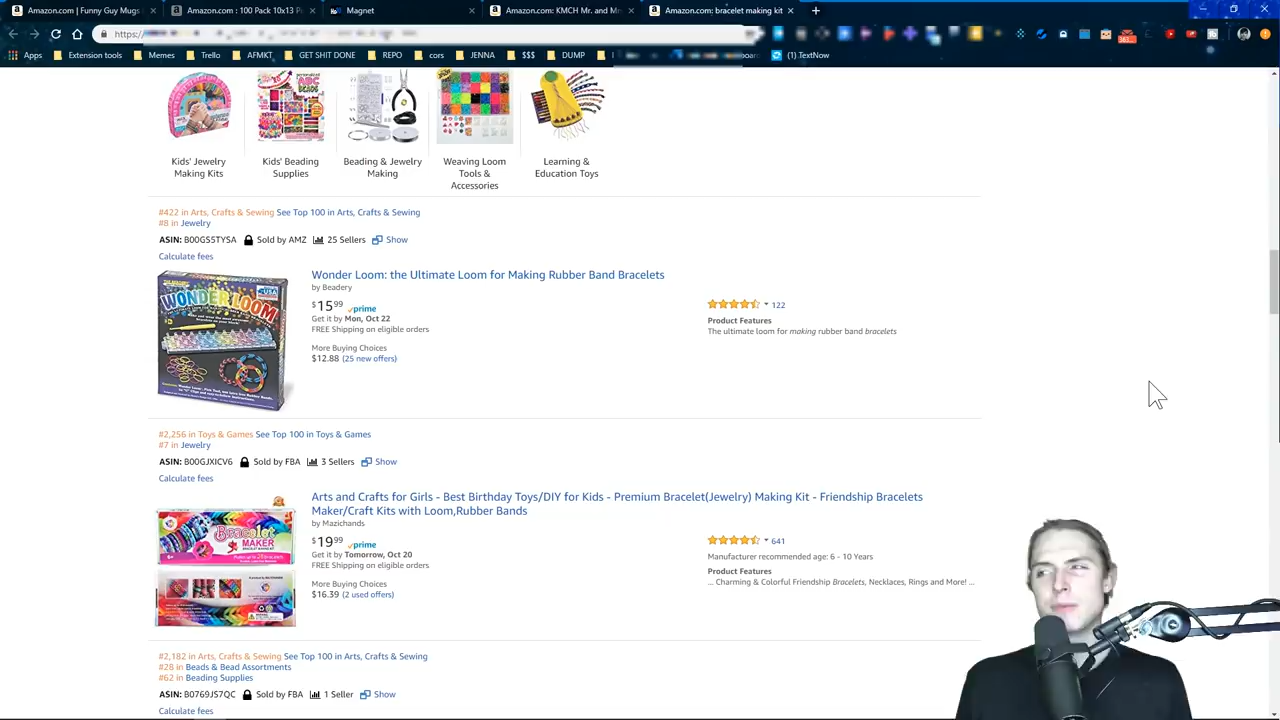 Amazon.com | Funny Guy Mugs
Amazon.com : 100 Pack 10x13 P
Magnet
Amazon.com: KMCH Mr. and Mr
Amazon.com: bracelet making kit
https://
Apps
Extension tools
Memes
Trello
AFMKT
GET SHIT DONE
REPO
cors
JENNA
$$$
DUMP
(1) TextNow
Kids' Jewelry
Making Kits
Kids' Beading
Supplies
Beading & Jewelry
Making
Weaving Loom
Tools &
Accessories
Learning &
Education Toys
#422 in Arts, Crafts & Sewing See Top 100 in Arts, Crafts & Sewing
#8 in Jewelry
ASIN: B00GS5TYSA Sold by AMZ 25 Sellers Show
Calculate fees
WONDER LOOM
Wonder Loom: the Ultimate Loom for Making Rubber Band Bracelets
by Beadery
$15 99 prime
Get it by Mon, Oct 22
FREE Shipping on eligible orders
More Buying Choices
$12.88 (25 new offers)
122
Product Features
The ultimate loom for making rubber band bracelets
#2,256 in Toys & Games See Top 100 in Toys & Games
#7 in Jewelry
ASIN: B00GJXICV6 Sold by FBA 3 Sellers Show
Calculate fees
Bracelet
MAKER
Arts and Crafts for Girls - Best Birthday Toys/DIY for Kids - Premium Bracelet(Jewelry) Making Kit - Friendship Bracelets
Maker/Craft Kits with Loom,Rubber Bands
by Mazichands
$19 99 prime
Get it by Tomorrow, Oct 20
FREE Shipping on eligible orders
More Buying Choices
$16.39 (2 used offers)
641
Manufacturer recommended age: 6 - 10 Years
Product Features
... Charming & Colorful Friendship Bracelets, Necklaces, Rings and More! ...
#2,182 in Arts, Crafts & Sewing See Top 100 in Arts, Crafts & Sewing
#28 in Beads & Bead Assortments
#62 in Beading Supplies
ASIN: B0769JS7QC Sold by FBA 1 Seller Show
Calculate fees